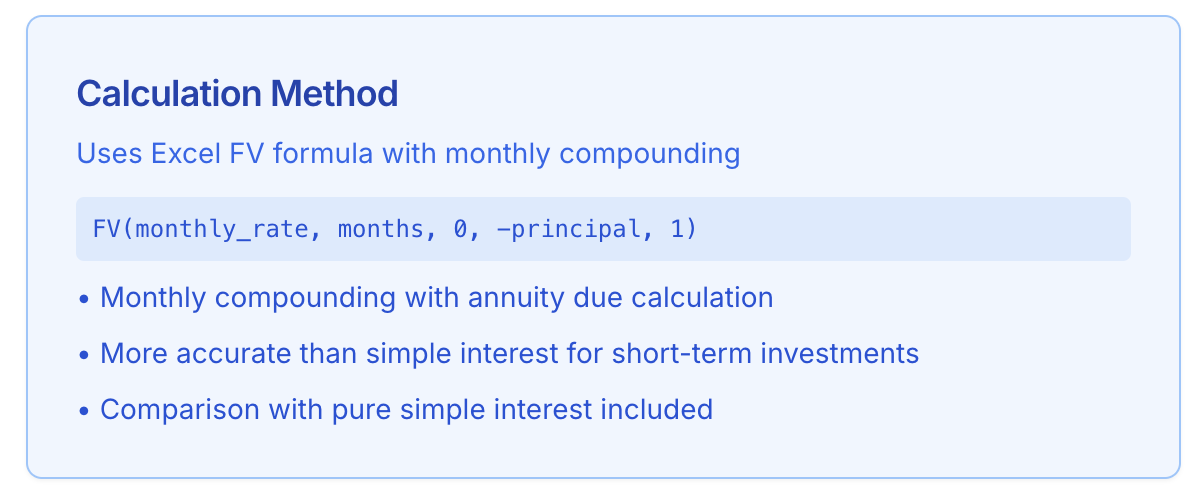 Calculation Method
Uses Excel FV formula with monthly compounding
FV(monthly_rate, months, 0, -principal, 1)
• Monthly compounding with annuity due calculation
• More accurate than simple interest for short-term investments
• Comparison with pure simple interest included